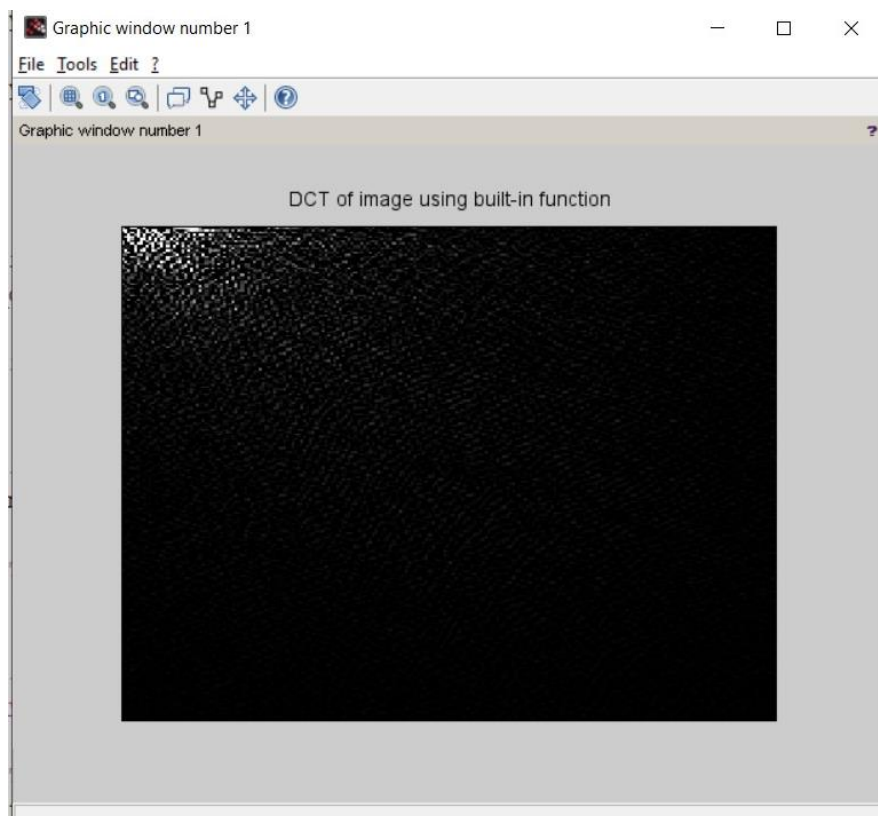 Graphic window number 1
File Tools Edit ?
Graphic window number 1 ?
DCT of image using built-in function